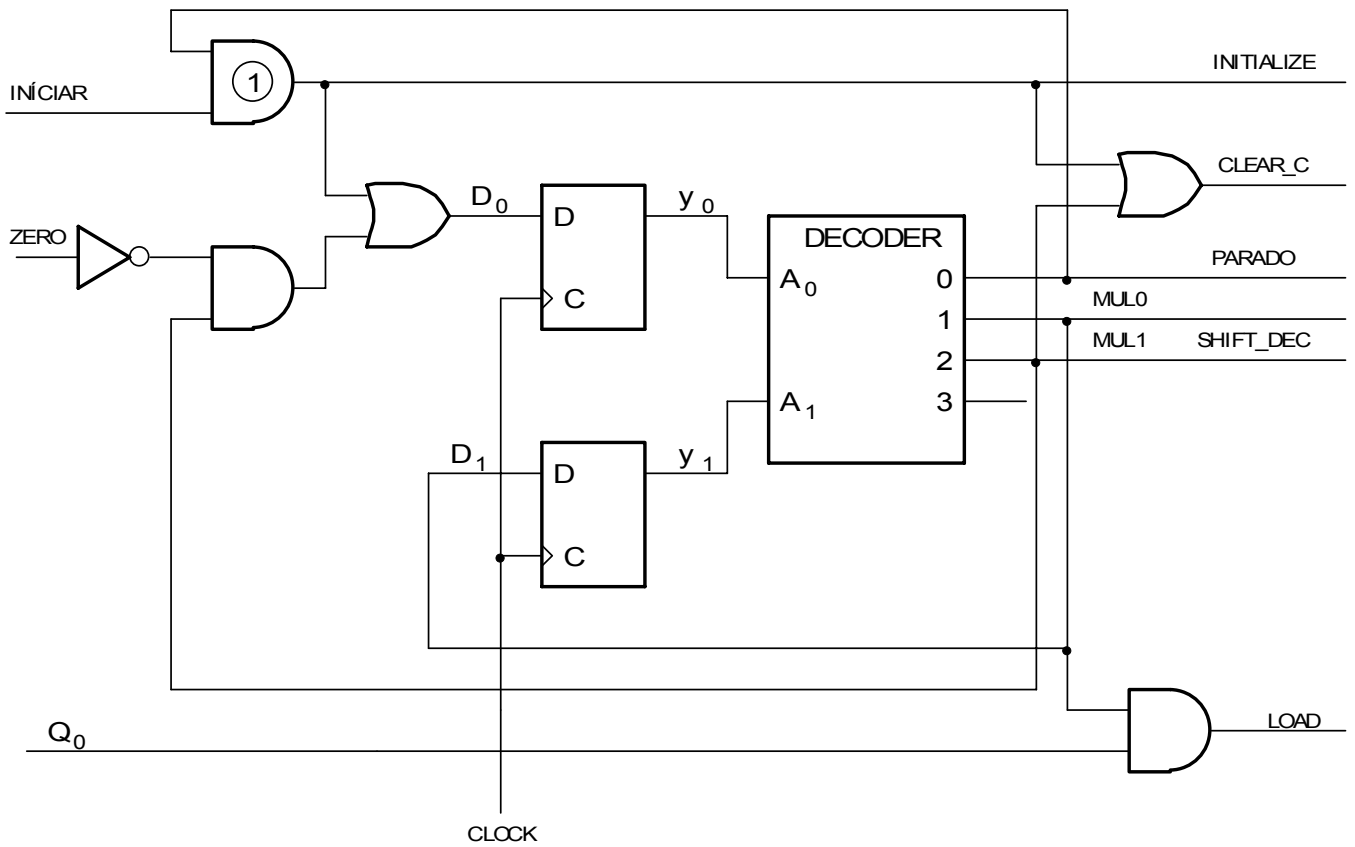 INITIALIZE
1
INÍCIAR
CLEAR_C
D0
D
y0
ZERO
DECODER
PARADO
A0
0
C
MUL0
1
MUL1 SHIFT_DEC
2
A1
3
D1
D
y1
C
Q0
LOAD
CLOCK